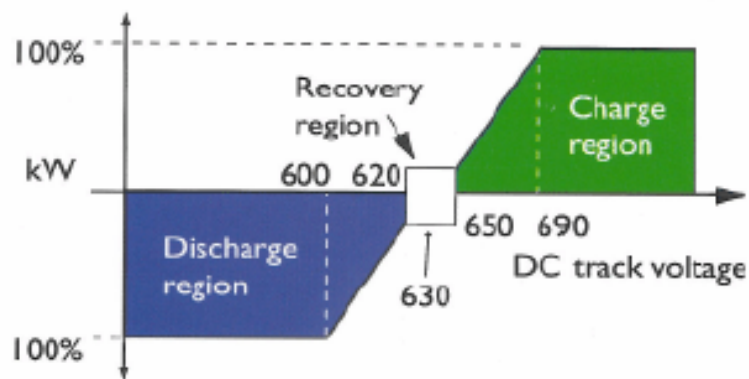 100%
Recovery
region
Charge
region
kW
600
620
650
690
Discharge
region
630
DC track voltage
100%